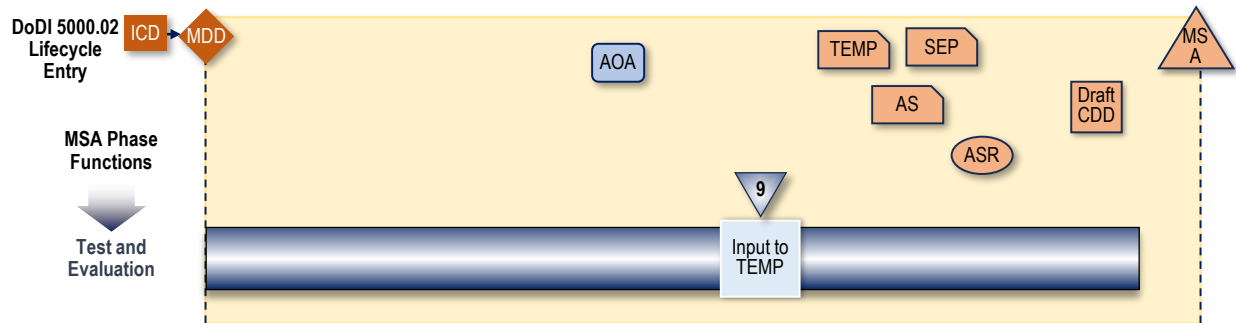 DoDI 5000.02
Lifecycle
Entry
ICD
MDD
AOA
TEMP
SEP
MS
A
AS
Draft
CDD
ASR
MSA Phase
Functions
9
Test and
Evaluation
Input to
TEMP